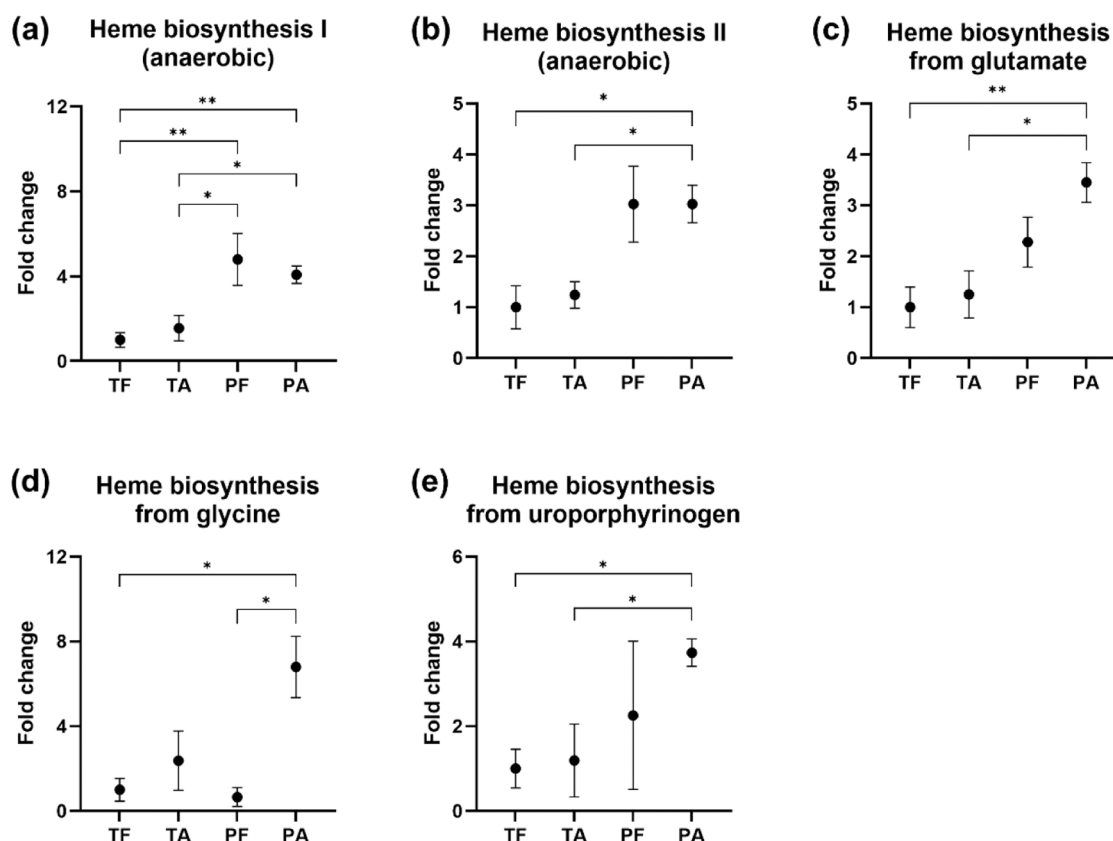 (a) Heme biosynthesis I
(anaerobic)
**
**
*
*
12
8
4
0
Fold change
TF TA PF PA
(b) Heme biosynthesis II
(anaerobic)
*
*
5
4
3
2
1
0
Fold change
TF TA PF PA
(c) Heme biosynthesis
from glutamate
**
*
5
4
3
2
1
0
Fold change
TF TA PF PA
(d) Heme biosynthesis
from glycine
*
*
12
8
4
0
Fold change
TF TA PF PA
(e) Heme biosynthesis
from uroporphyrinogen
*
*
6
4
2
0
Fold change
TF TA PF PA